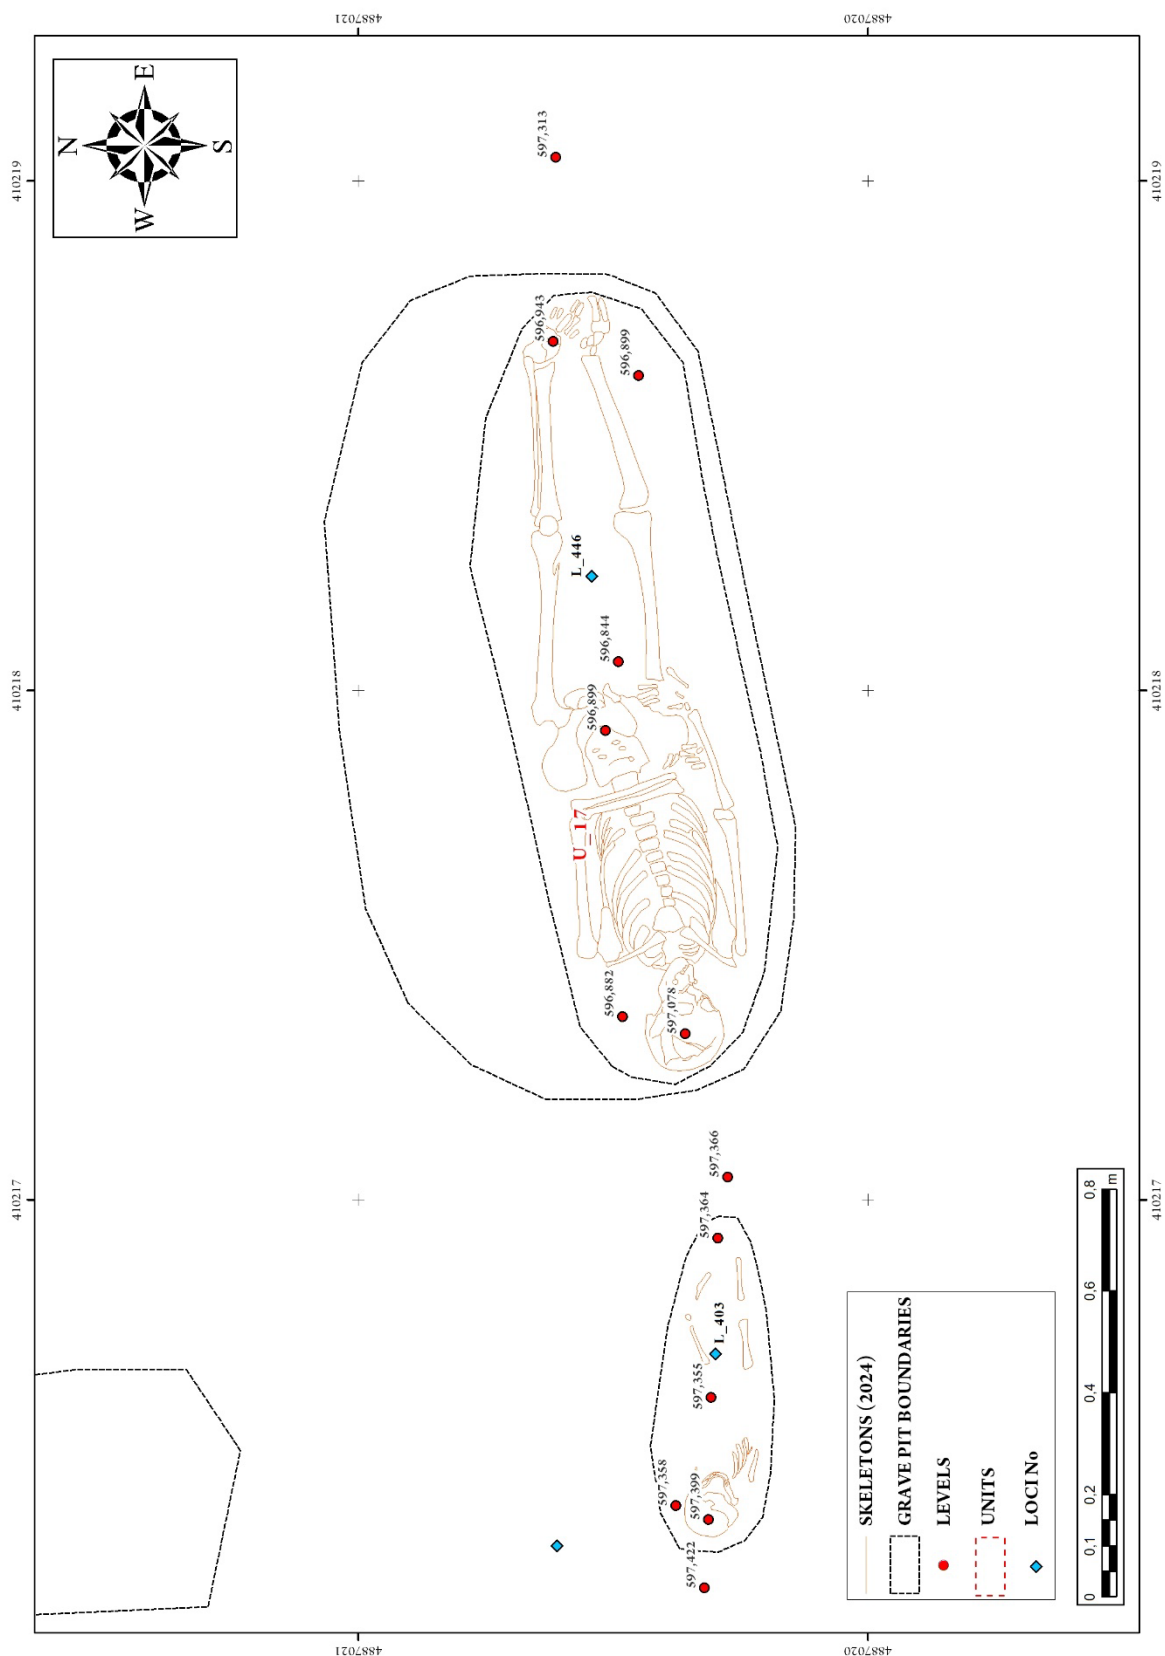 4887021
4887020
N
E
W
S
410219
410219
597,313
596,943
596,899
L_446
410218
410218
596,844
596,899
U_17
596,882
597,078
410217
410217
597,366
597,364
L_403
597,355
597,358
597,399
597,422
SKELETONS (2024)
GRAVE PIT BOUNDARIES
LEVELS
UNITS
LOCI No
0
0,1
0,2
0,4
0,6
0,8
m
4887021
4887020